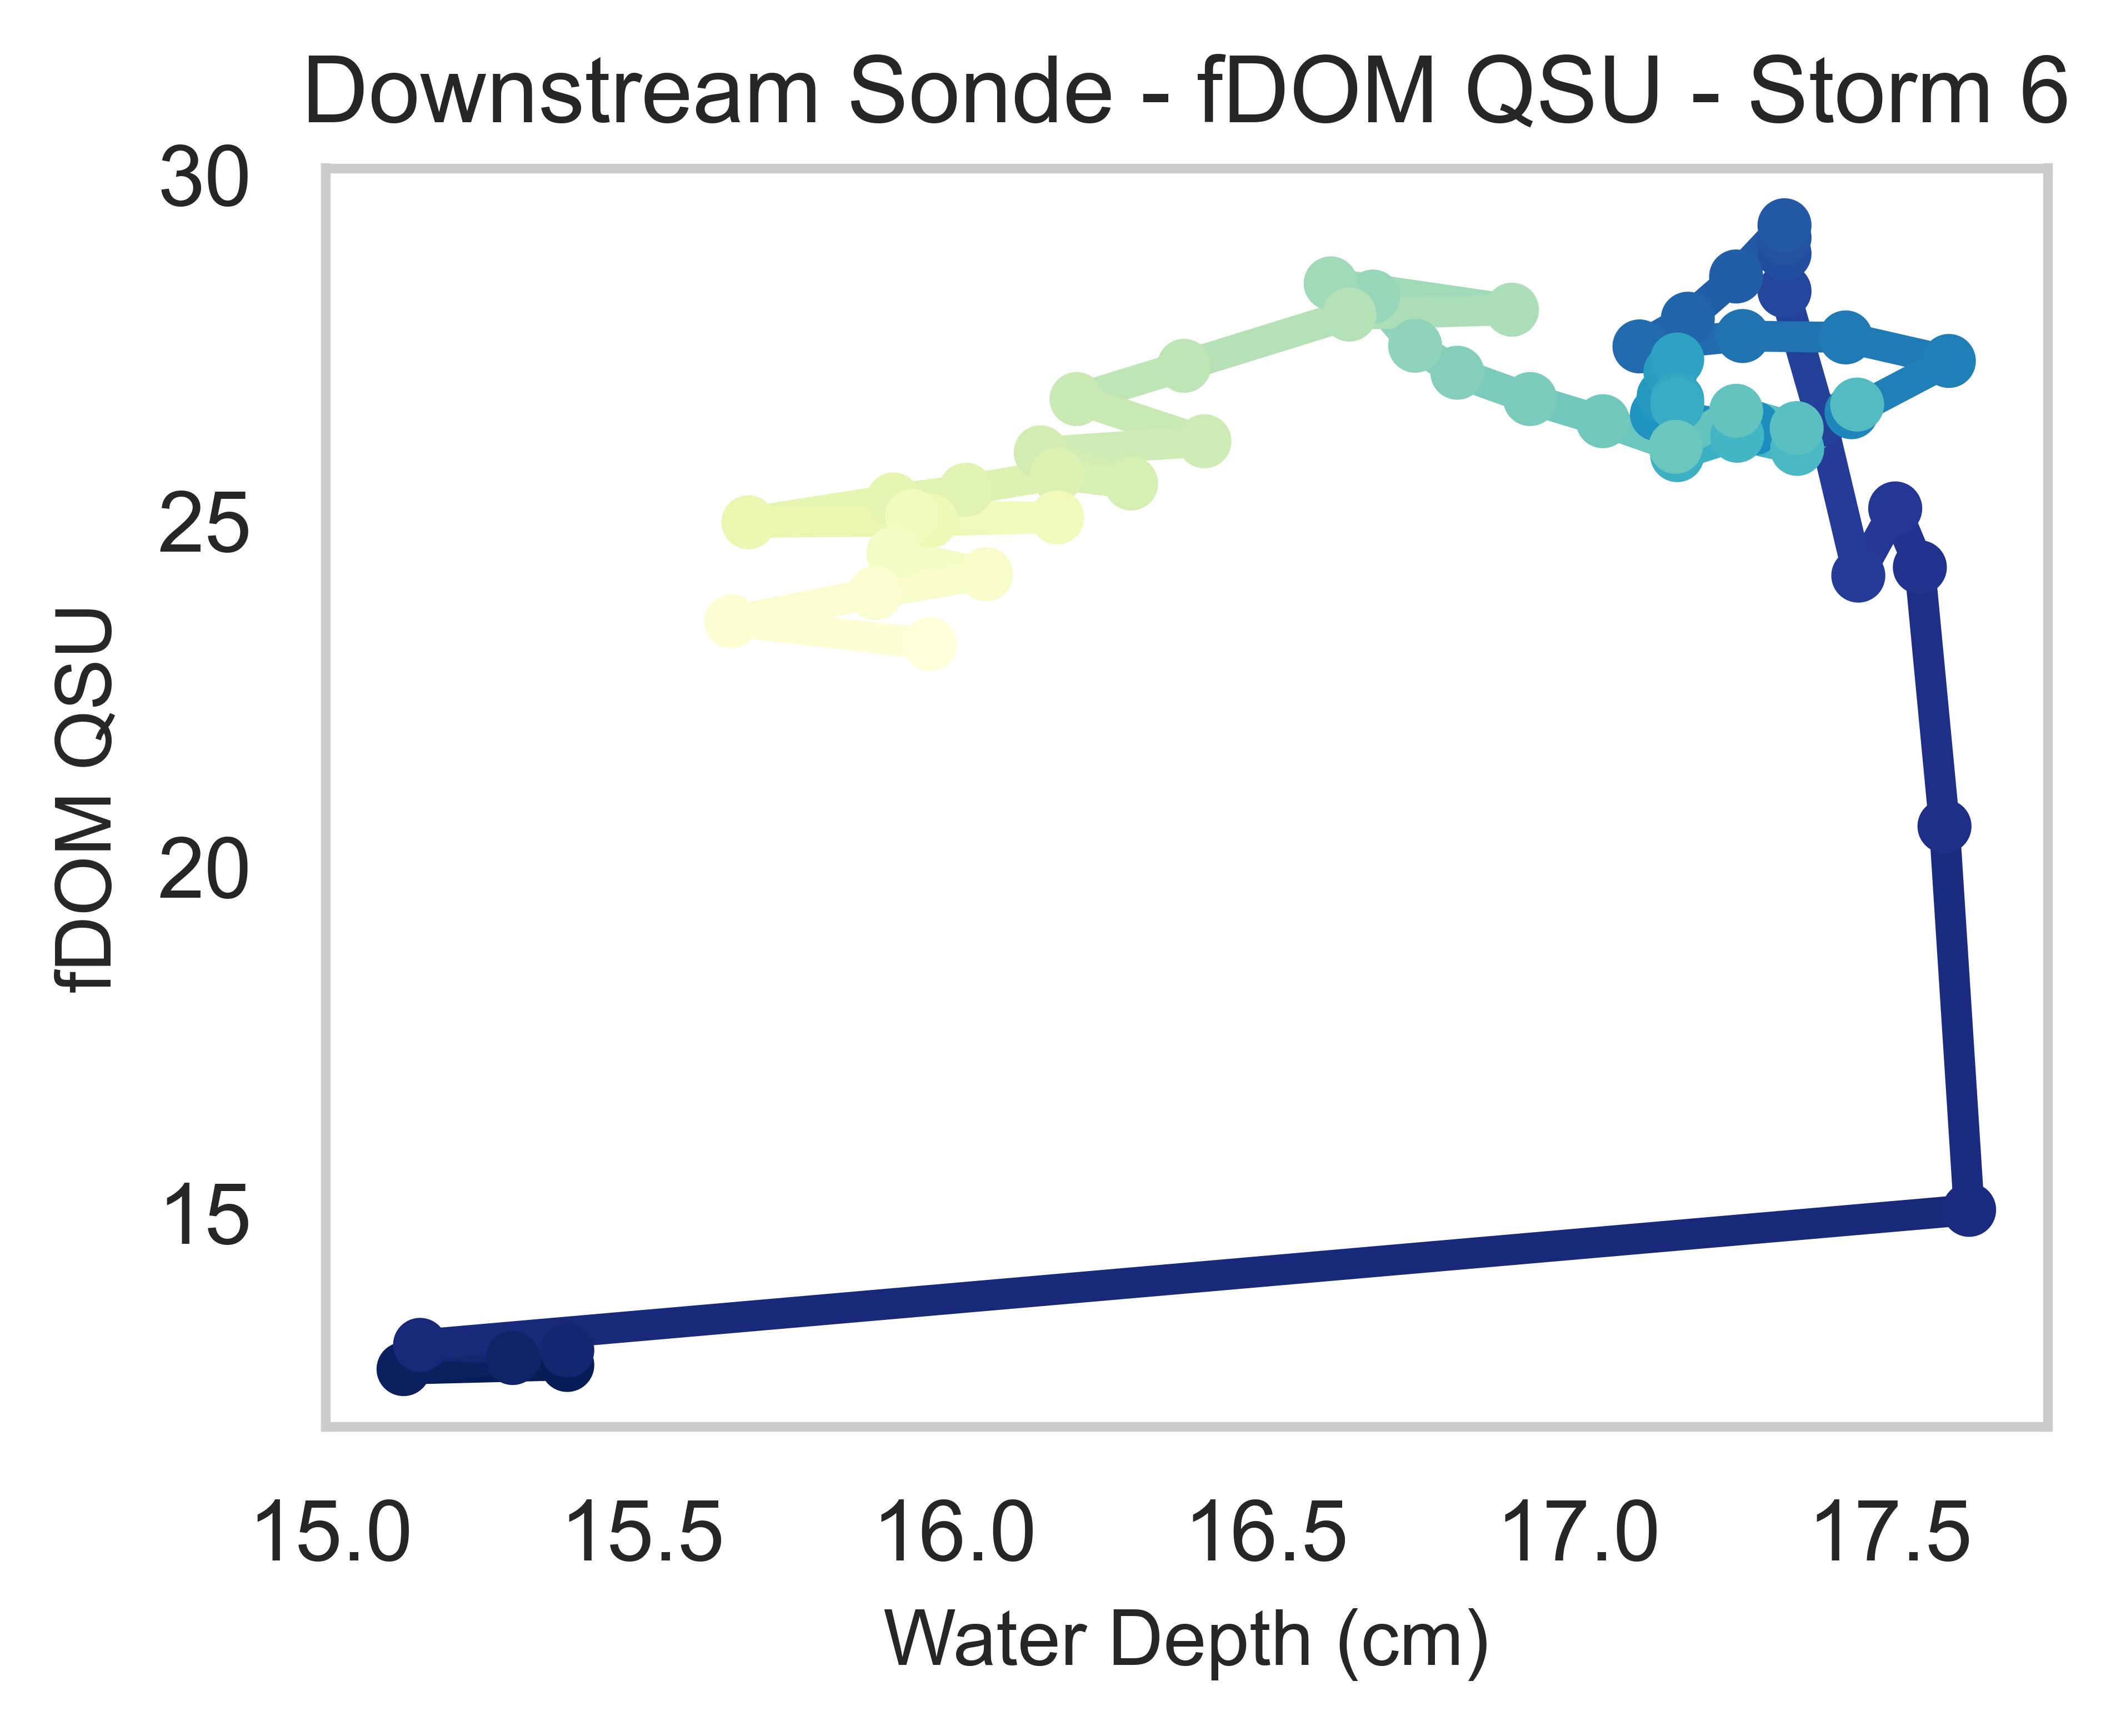 Downstream Sonde - fDOM QSU - Storm 6
30
25
20
15
fDOM QSU
15.0 15.5 16.0 16.5 17.0 17.5
Water Depth (cm)